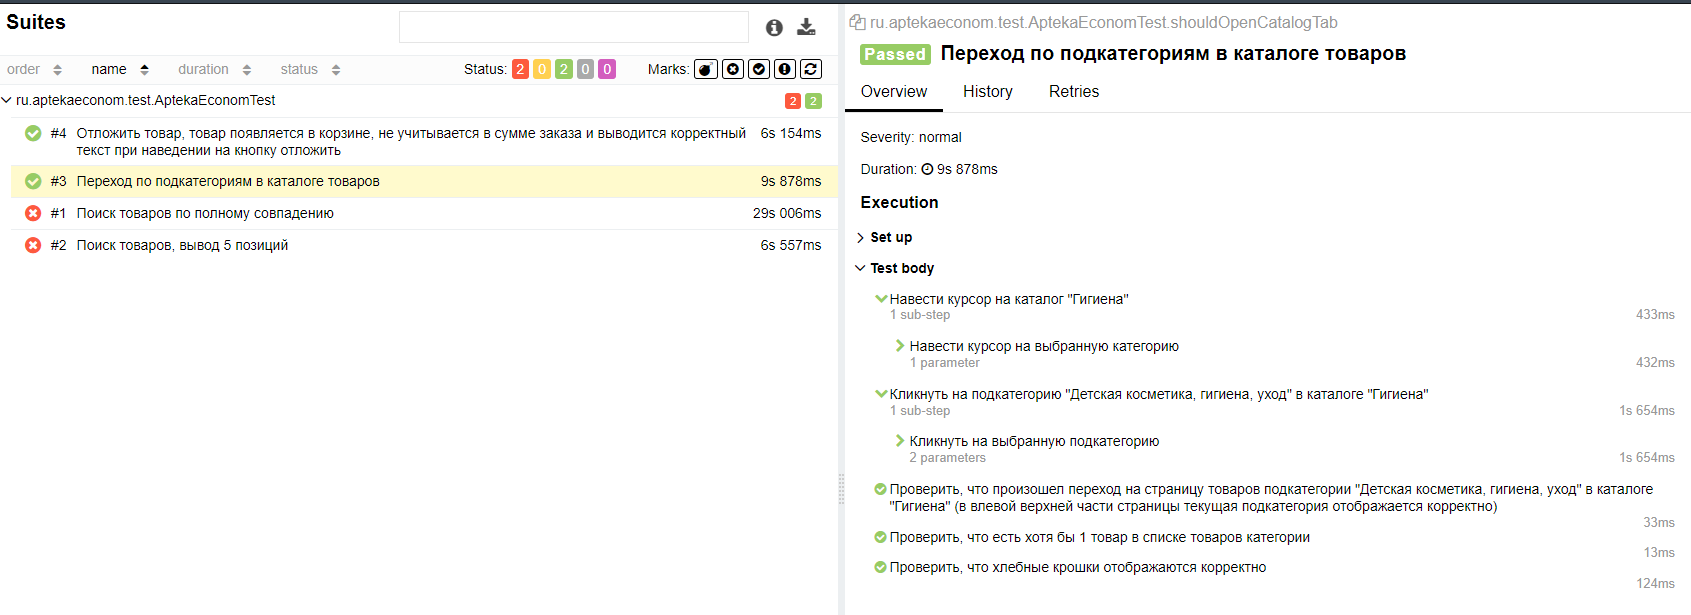 Suites
order name duration status Status: 2 0 2 0 0 Marks:
ru.aptekaeconom.test.AptekaEconomTest 2 2
#4 Отложить товар, товар появляется в корзине, не учитывается в сумме заказа и выводится корректный 6s 154ms
текст при наведении на кнопку отложить
#3 Переход по подкатегориям в каталоге товаров 9s 878ms
#1 Поиск товаров по полному совпадению 29s 006ms
#2 Поиск товаров, вывод 5 позиций 6s 557ms
ru.aptekaeconom.test.AptekaEconomTest.shouldOpenCatalogTab
Passed Переход по подкатегориям в каталоге товаров
Overview History Retries
Severity: normal
Duration: 9s 878ms
Execution
Set up
Test body
Навести курсор на каталог "Гигиена"
1 sub-step 433ms
Навести курсор на выбранную категорию
1 parameter 432ms
Кликнуть на подкатегорию "Детская косметика, гигиена, уход" в каталоге "Гигиена"
1 sub-step 1s 654ms
Кликнуть на выбранную подкатегорию
2 parameters 1s 654ms
Проверить, что произошел переход на страницу товаров подкатегории "Детская косметика, гигиена, уход" в каталоге
"Гигиена" (в влевой верхней части страницы текущая подкатегория отображается корректно)
33ms
Проверить, что есть хотя бы 1 товар в списке товаров категории
13ms
Проверить, что хлебные крошки отображаются корректно
124ms